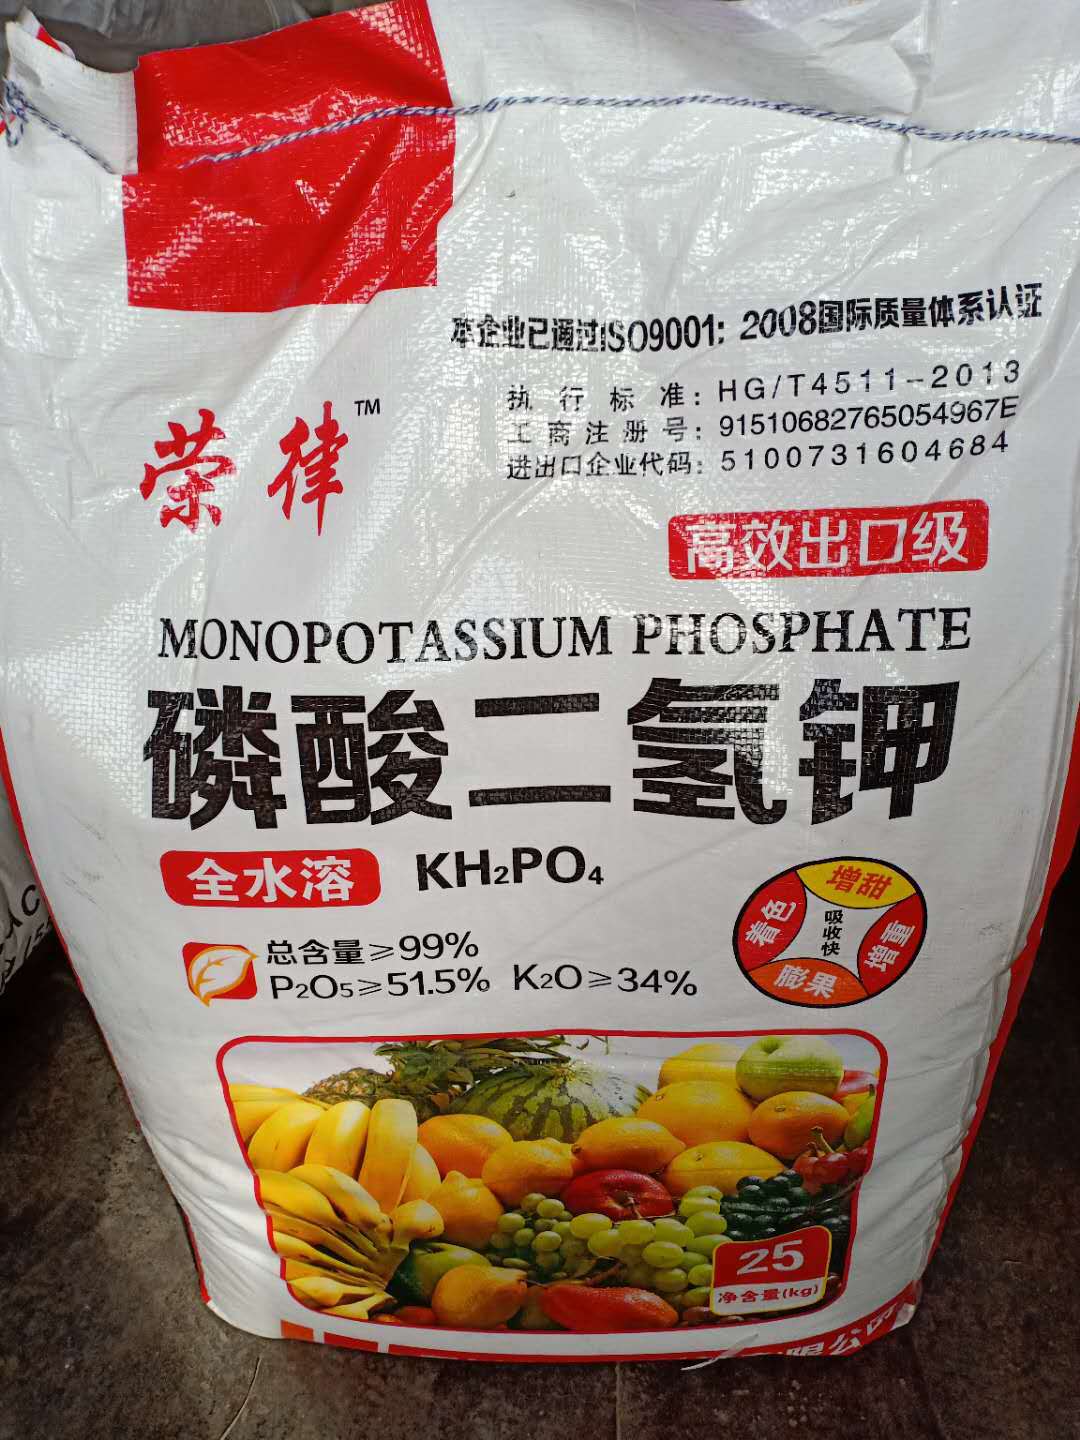 本企业已通过ISO9001：2008国际质量体系认证
执行标准：HG/T4511-2013
工商注册号：91510682765054967E
进出口企业代码：5100731604684
荣律™
高效出口级
MONOPOTASSIUM PHOSPHATE
磷酸二氢钾
全水溶
KH₂PO₄
总含量≥99%
P₂O₅≥51.5% K₂O≥34%
增甜
着色
吸收快
增重
膨果
25
净含量(kg)
限公司